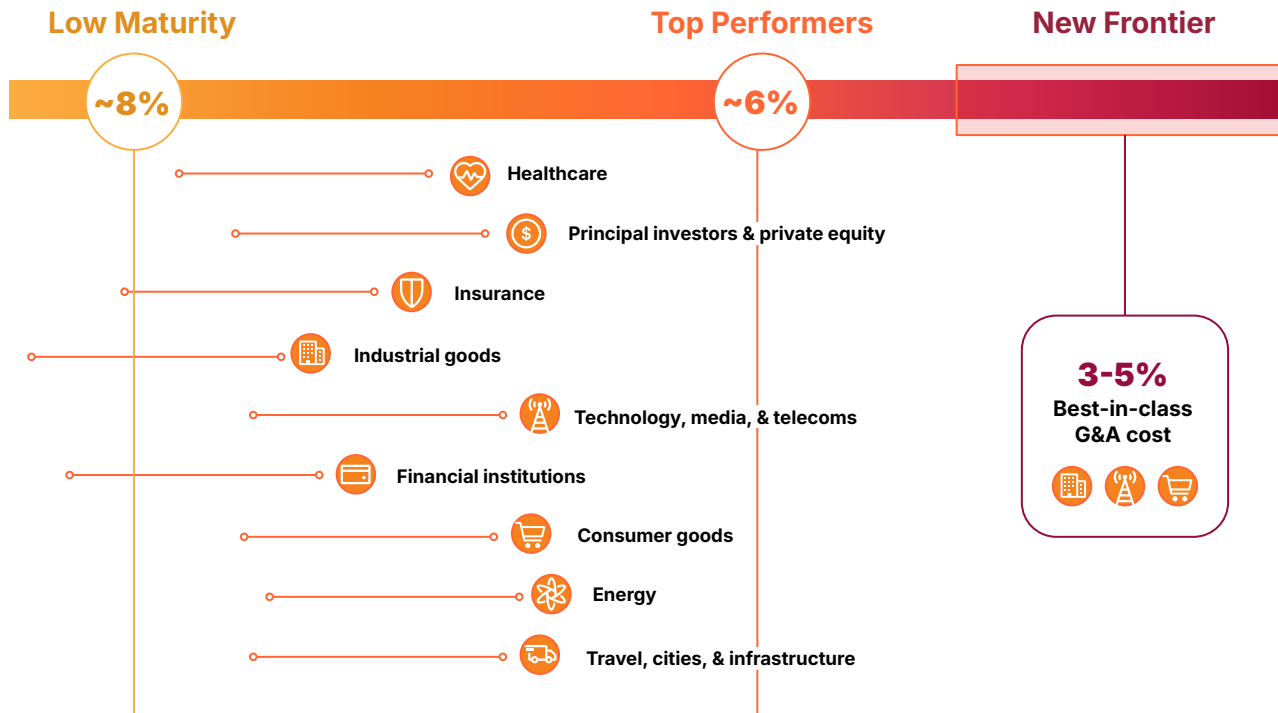 Low Maturity
Top Performers
New Frontier
~8%
~6%
Healthcare
$
Principal investors & private equity
Insurance
Industrial goods
Technology, media, & telecoms
Financial institutions
Consumer goods
Energy
Travel, cities, & infrastructure
3-5%
Best-in-class
G&A cost